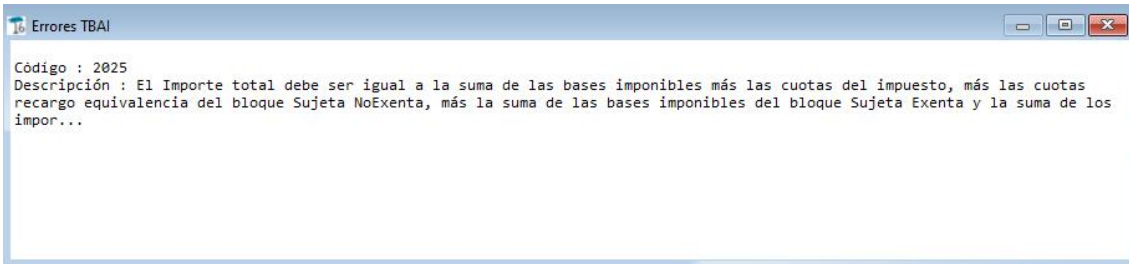 Errores TBAI
Código : 2025
Descripción : El Importe total debe ser igual a la suma de las bases imponibles más las cuotas del impuesto, más las cuotas
recargo equivalencia del bloque Sujeta NoExenta, más la suma de las bases imponibles del bloque Sujeta Exenta y la suma de los
impor...